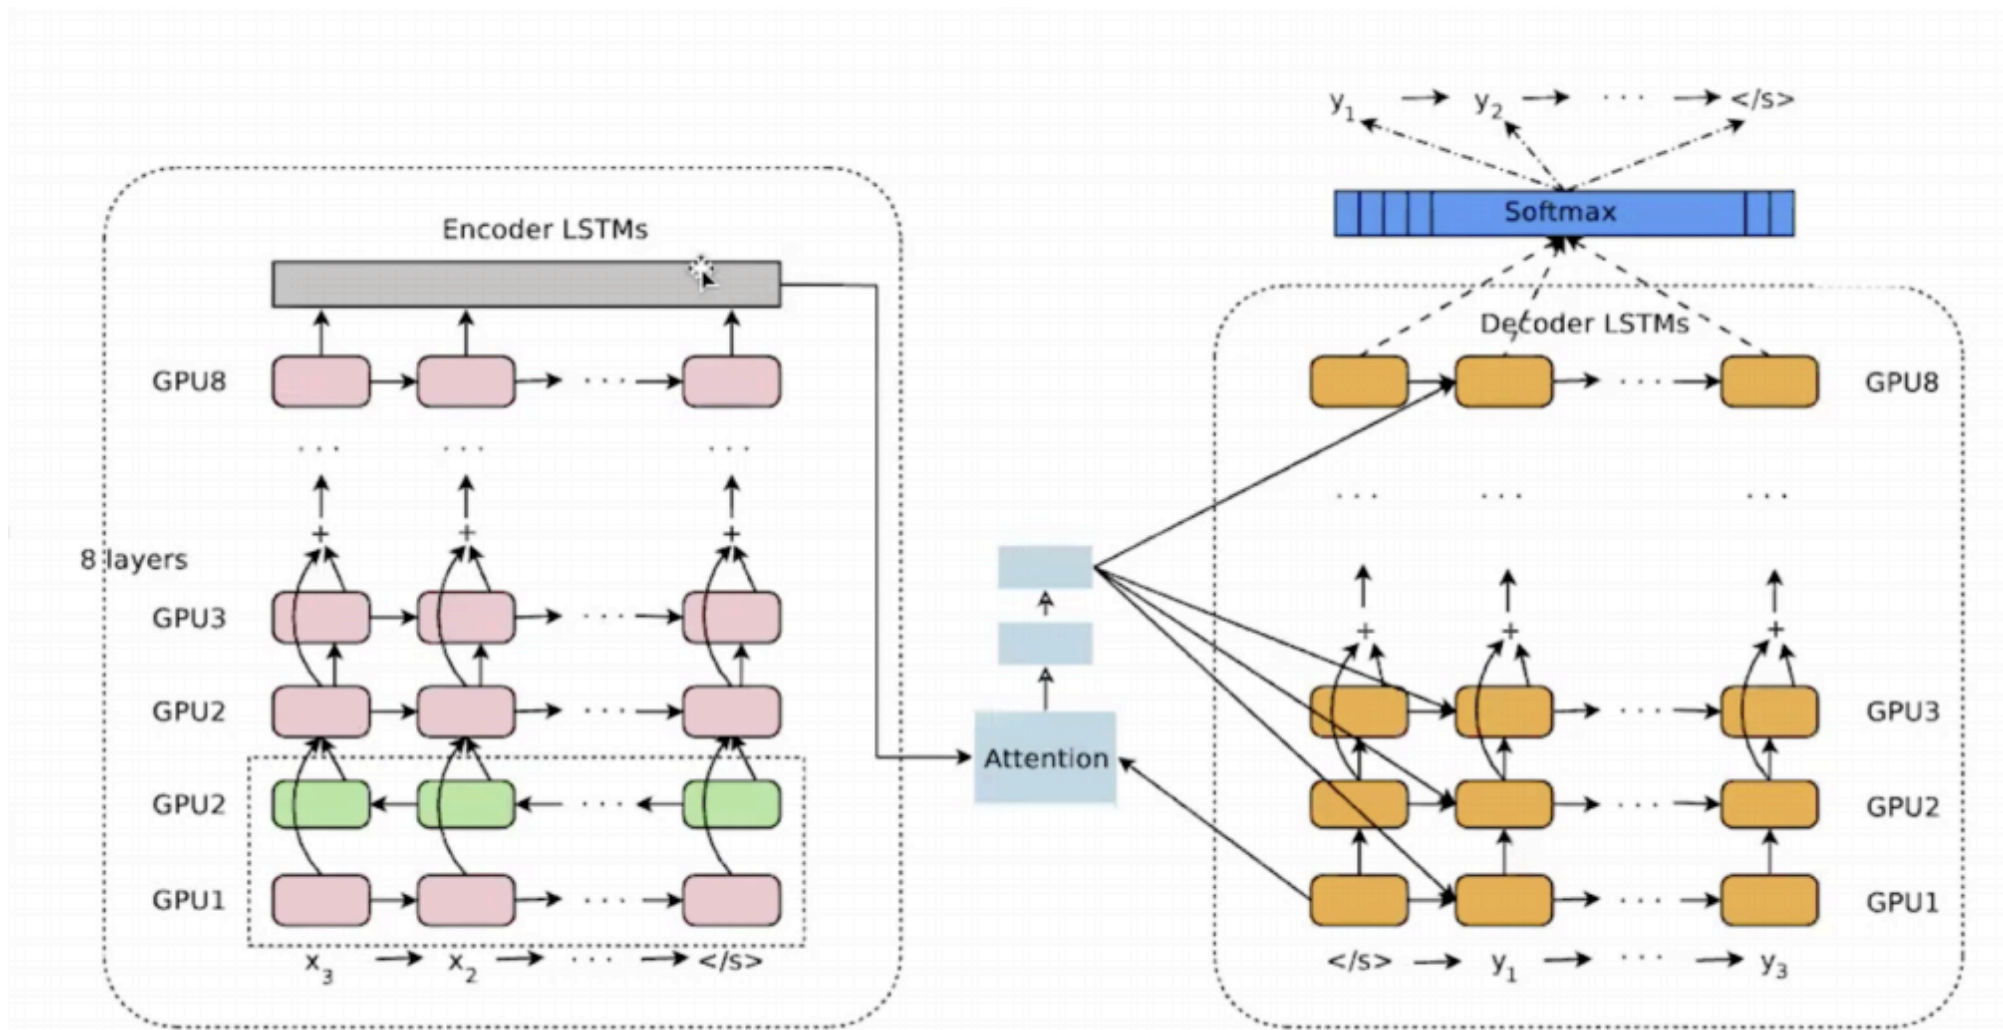 y1 y2 ... </s>
Softmax
Encoder LSTMs
Decoder LSTMs
GPU8 ... GPU8
... ... ... ... ... ...
+ + +
8 layers
GPU3 ...
+ + +
GPU2 ... GPU3
...
Attention
GPU2 ... GPU2
...
GPU1 ... GPU1
...
x3 x2 ... </s>
</s> y1 ... y3